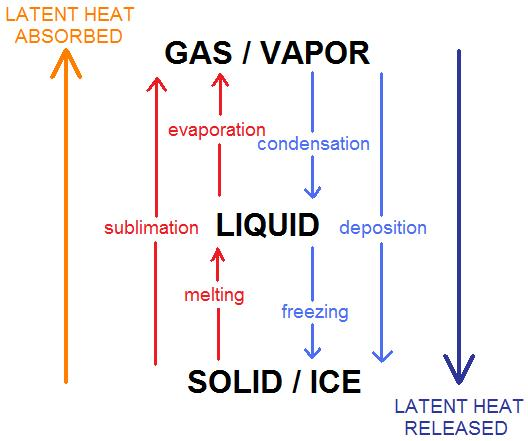 LATENT HEAT
ABSORBED
GAS / VAPOR
evaporation
condensation
sublimation
LIQUID
deposition
melting
freezing
SOLID / ICE
LATENT HEAT
RELEASED